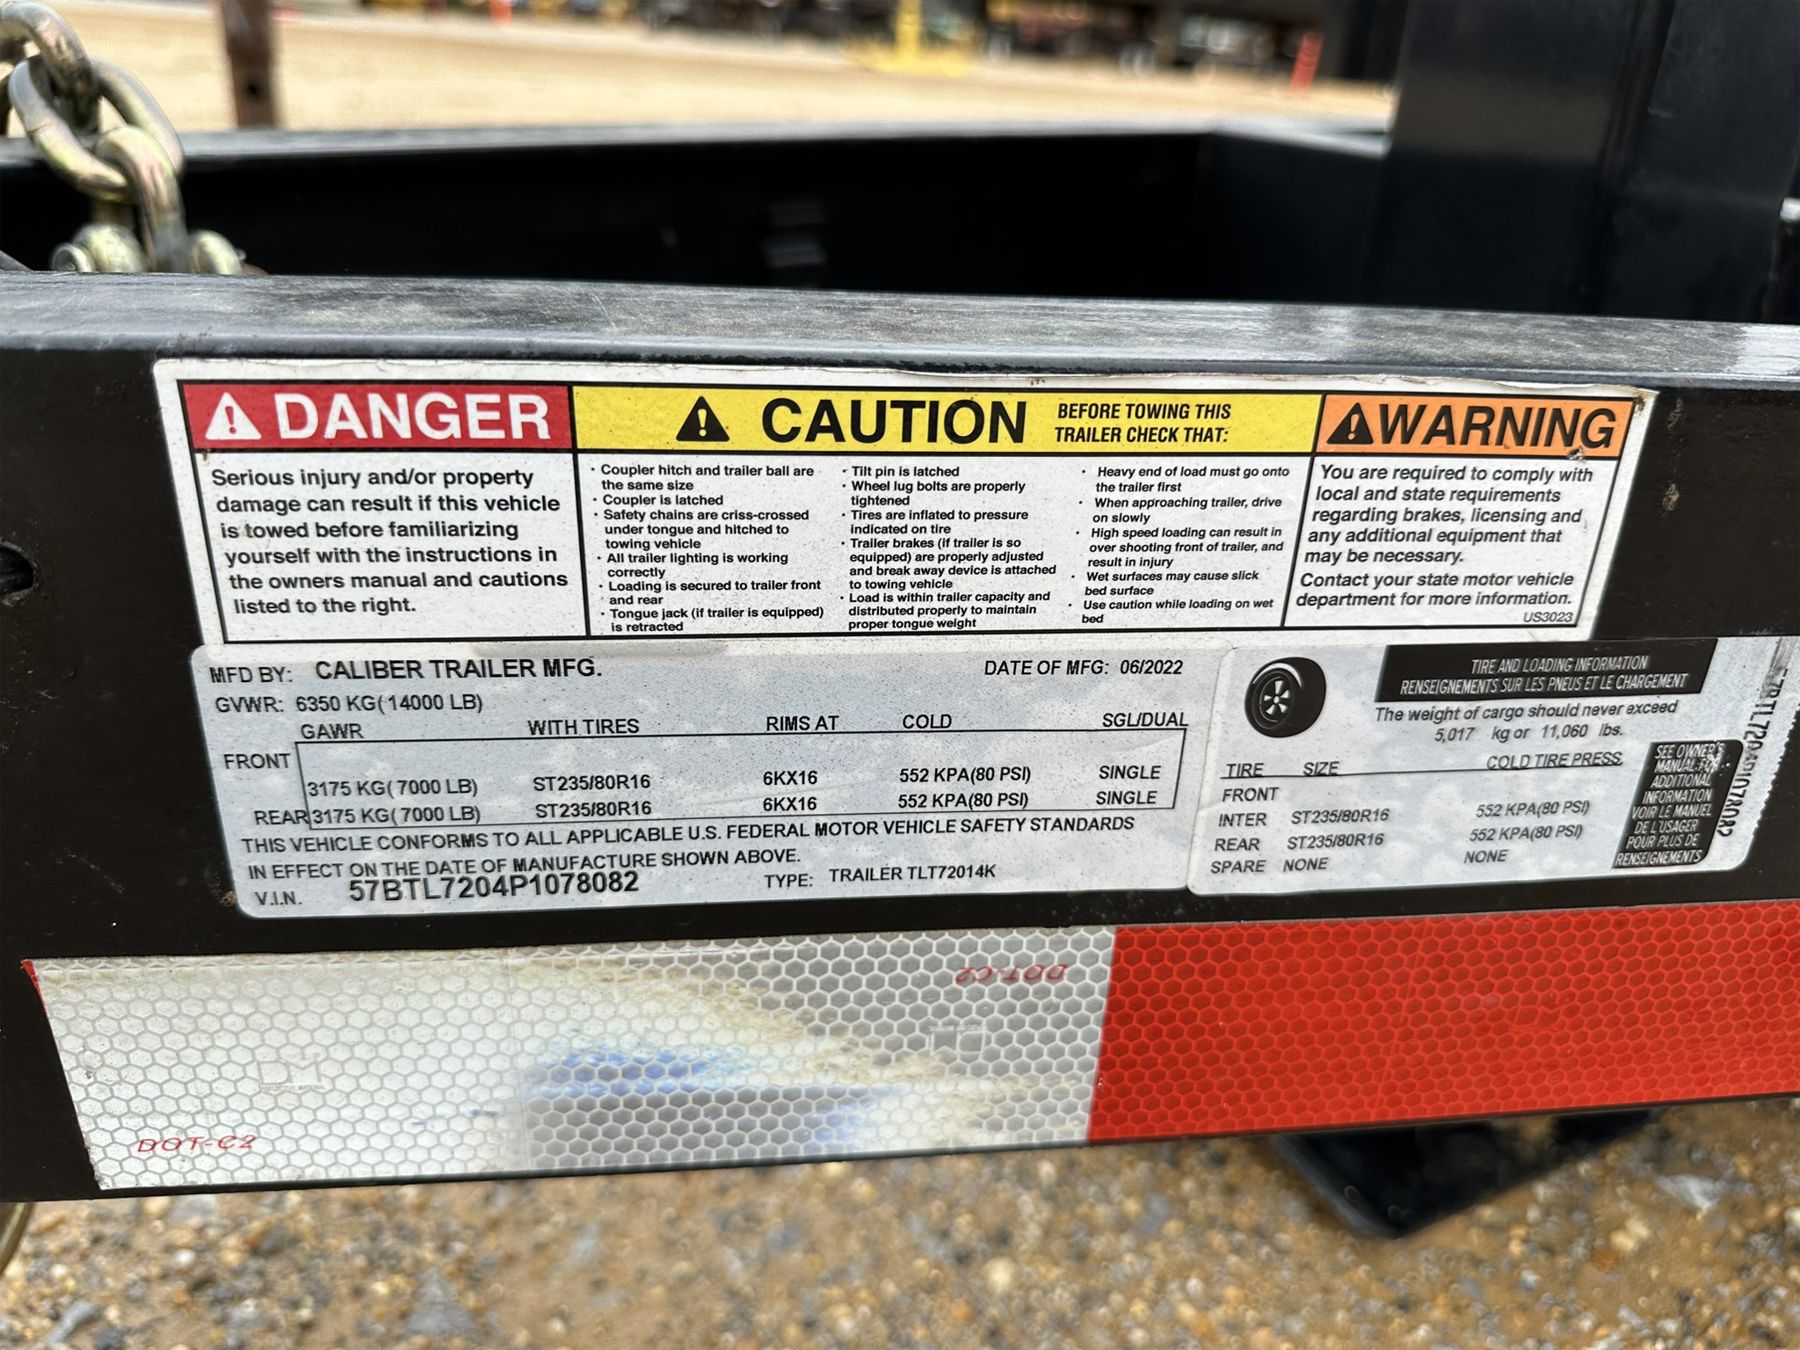 DANGER
Serious injury and/or property
damage can result if this vehicle
is towed before familiarizing
yourself with the instructions in
the owners manual and cautions
listed to the right.
CAUTION
BEFORE TOWING THIS
TRAILER CHECK THAT:
· Coupler hitch and trailer ball are
the same size
· Coupler is latched
· Safety chains are criss-crossed
under tongue and hitched to
towing vehicle
· All trailer lighting is working
correctly
· Loading is secured to trailer front
and rear
· Tongue jack (if trailer is equipped)
is retracted
· Tilt pin is latched
· Wheel lug bolts are properly
tightened
· Tires are inflated to pressure
indicated on tire
· Trailer brakes (if trailer is so
equipped) are properly adjusted
and break away device is attached
to towing vehicle
· Load is within trailer capacity and
distributed properly to maintain
proper tongue weight
· Heavy end of load must go onto
the trailer first
· When approaching trailer, drive
on slowly
· High speed loading can result in
over shooting front of trailer, and
result in injury
· Wet surfaces may cause slick
bed surface
· Use caution while loading on wet
bed
WARNING
You are required to comply with
local and state requirements
regarding brakes, licensing and
any additional equipment that
may be necessary.
Contact your state motor vehicle
department for more information.
US3023
MFD BY: CALIBER TRAILER MFG. DATE OF MFG: 06/2022
GVWR: 6350 KG(14000 LB)
GAWR WITH TIRES RIMS AT COLD SGL/DUAL
FRONT
3175 KG( 7000 LB) ST235/80R16 6KX16 552 KPA(80 PSI) SINGLE
REAR 3175 KG( 7000 LB) ST235/80R16 6KX16 552 KPA(80 PSI) SINGLE
THIS VEHICLE CONFORMS TO ALL APPLICABLE U.S. FEDERAL MOTOR VEHICLE SAFETY STANDARDS
IN EFFECT ON THE DATE OF MANUFACTURE SHOWN ABOVE.
V.I.N. 57BTL7204P1078082 TYPE: TRAILER TLT72014K
TIRE AND LOADING INFORMATION
RENSEIGNEMENTS SUR LES PNEUS ET LE CHARGEMENT
The weight of cargo should never exceed
5,017 kg or 11,060 lbs.
TIRE SIZE COLD TIRE PRESS
FRONT
INTER ST235/80R16 552 KPA(80 PSI)
REAR ST235/80R16 552 KPA(80 PSI)
SPARE NONE NONE
SEE OWNER'S
MANUAL FOR
ADDITIONAL
INFORMATION
VOIR LE MANUEL
DE L'USAGER
POUR PLUS DE
RENSEIGNEMENTS
DOT-C2
DOT-C2